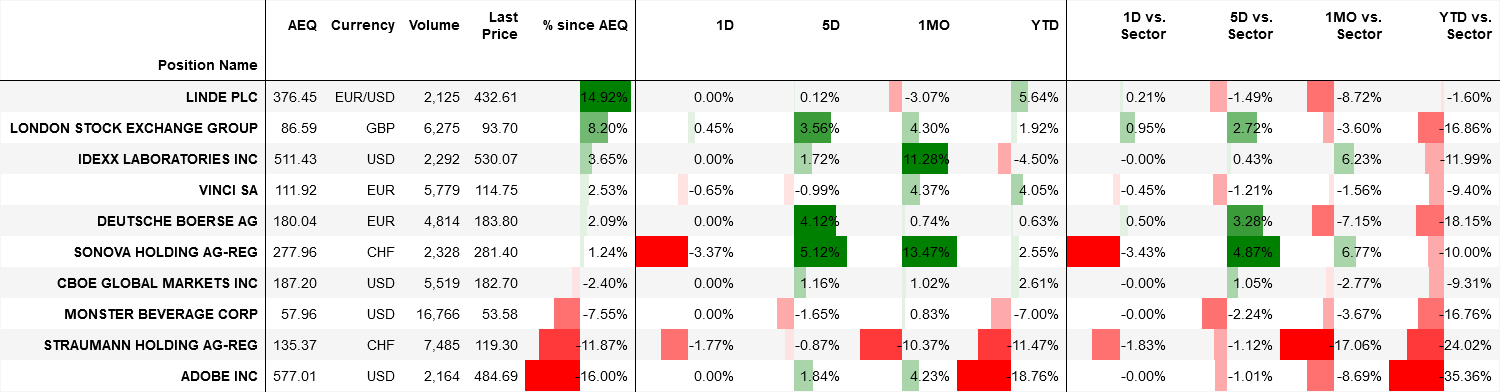 Position Name AEQ Currency Volume Last Price % since AEQ 1D 5D 1MO YTD 1D vs. Sector 5D vs. Sector 1MO vs. Sector YTD vs. Sector
LINDE PLC 376.45 EUR/USD 2,125 432.61 14.92% 0.00% 0.12% -3.07% 5.64% 0.21% -1.49% -8.72% -1.60%
LONDON STOCK EXCHANGE GROUP 86.59 GBP 6,275 93.70 8.20% 0.45% 3.56% 4.30% 1.92% 0.95% 2.72% -3.60% -16.86%
IDEXX LABORATORIES INC 511.43 USD 2,292 530.07 3.65% 0.00% 1.72% 11.28% -4.50% -0.00% 0.43% 6.23% -11.99%
VINCI SA 111.92 EUR 5,779 114.75 2.53% -0.65% -0.99% 4.37% 4.05% -0.45% -1.21% -1.56% -9.40%
DEUTSCHE BOERSE AG 180.04 EUR 4,814 183.80 2.09% 0.00% 4.12% 0.74% 0.63% 0.50% 3.28% -7.15% -18.15%
SONOVA HOLDING AG-REG 277.96 CHF 2,328 281.40 1.24% -3.37% 5.12% 13.47% 2.55% -3.43% 4.87% 6.77% -10.00%
CBOE GLOBAL MARKETS INC 187.20 USD 5,519 182.70 -2.40% 0.00% 1.16% 1.02% 2.61% -0.00% 1.05% -2.77% -9.31%
MONSTER BEVERAGE CORP 57.96 USD 16,766 53.58 -7.55% 0.00% -1.65% 0.83% -7.00% -0.00% -2.24% -3.67% -16.76%
STRAUMANN HOLDING AG-REG 135.37 CHF 7,485 119.30 -11.87% -1.77% -0.87% -10.37% -11.47% -1.83% -1.12% -17.06% -24.02%
ADOBE INC 577.01 USD 2,164 484.69 -16.00% 0.00% 1.84% 4.23% -18.76% -0.00% -1.01% -8.69% -35.36%